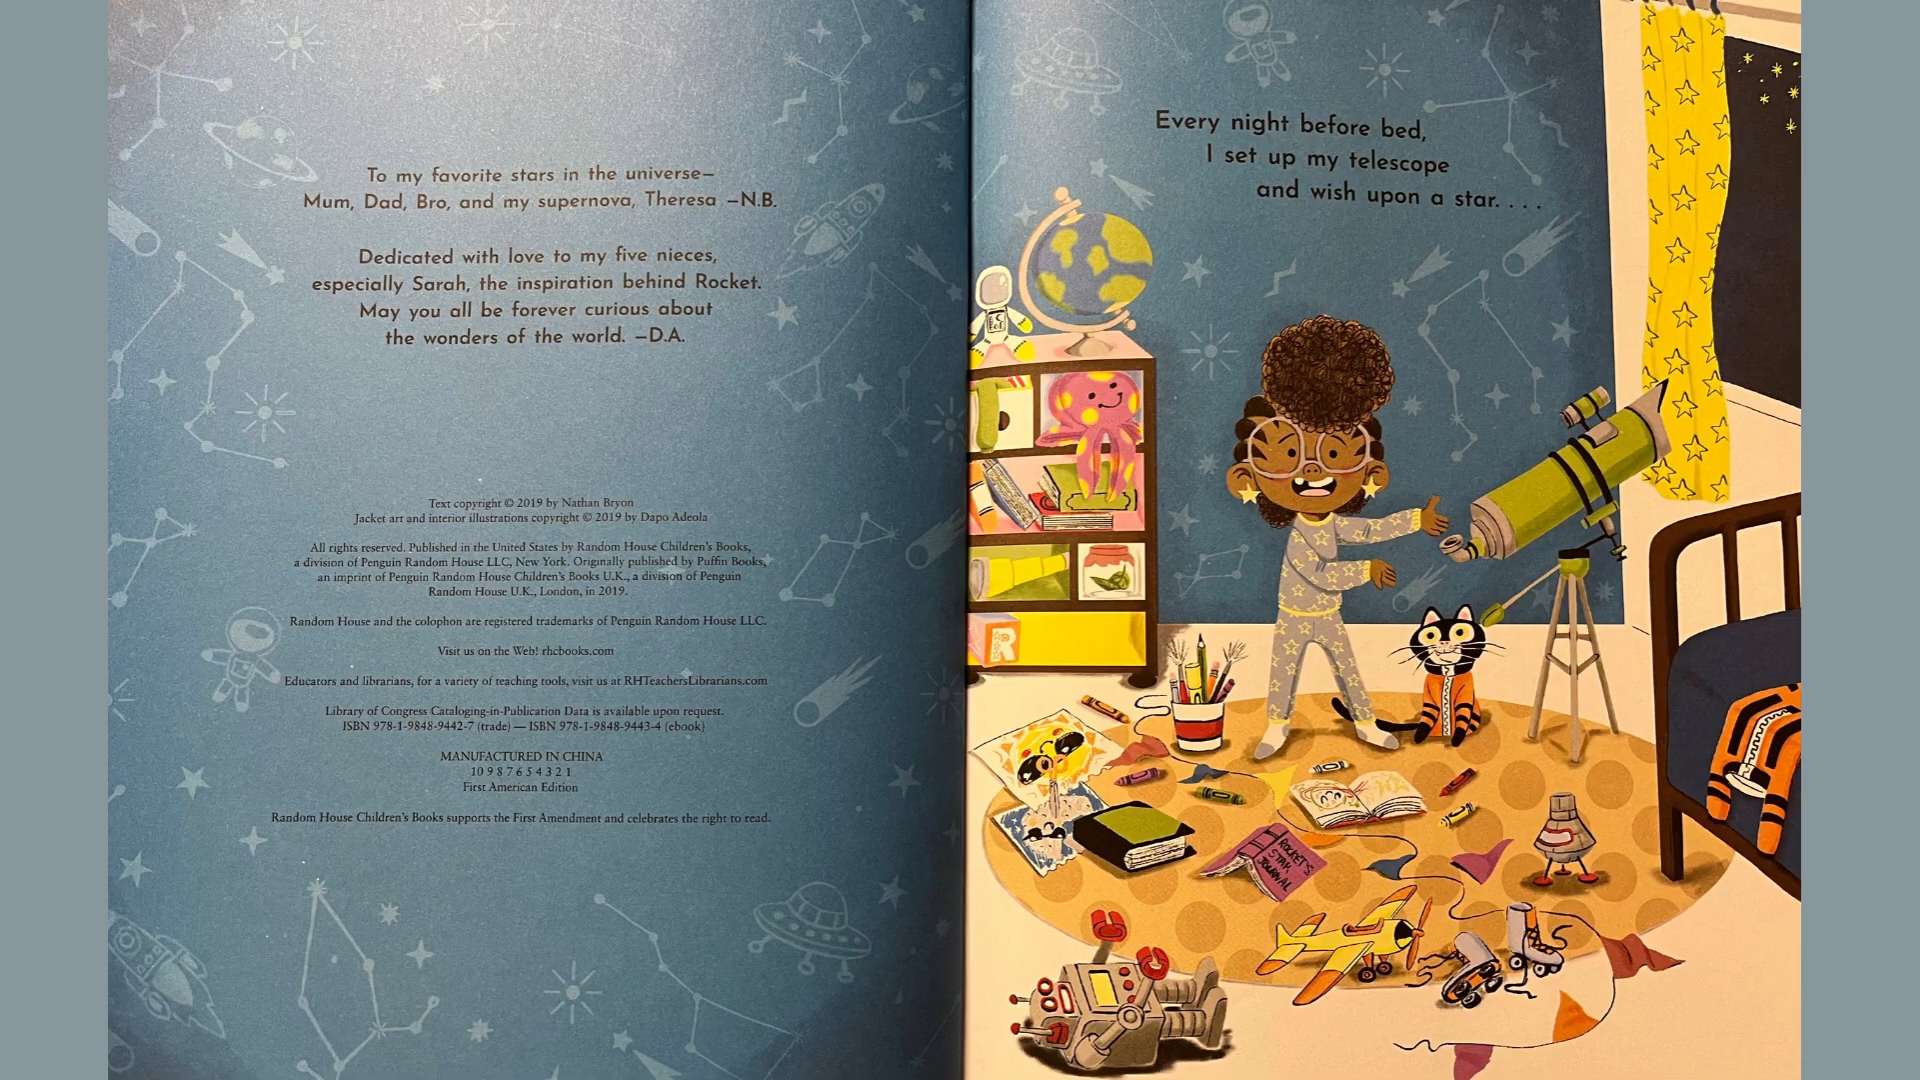 To my favorite stars in the universe—
Mum, Dad, Bro, and my supernova, Theresa —N.B.
Dedicated with love to my five nieces,
especially Sarah, the inspiration behind Rocket.
May you all be forever curious about
the wonders of the world. —D.A.
Text copyright © 2019 by Nathan Bryon
Jacket art and interior illustrations copyright © 2019 by Dapo Adeola
All rights reserved. Published in the United States by Random House Children's Books,
a division of Penguin Random House LLC, New York. Originally published by Puffin Books,
an imprint of Penguin Random House Children's Books U.K., a division of Penguin
Random House U.K., London, in 2019.
Random House and the colophon are registered trademarks of Penguin Random House LLC.
Visit us on the Web! rhcbooks.com
Educators and librarians, for a variety of teaching tools, visit us at RHTeachersLibrarians.com
Library of Congress Cataloging-in-Publication Data is available upon request.
ISBN 978-1-9848-9442-7 (trade) — ISBN 978-1-9848-9443-4 (ebook)
MANUFACTURED IN CHINA
10 9 8 7 6 5 4 3 2 1
First American Edition
Random House Children's Books supports the First Amendment and celebrates the right to read.
Every night before bed,
I set up my telescope
and wish upon a star. . . .
R
ROCKET'S
STAR
JOURNAL